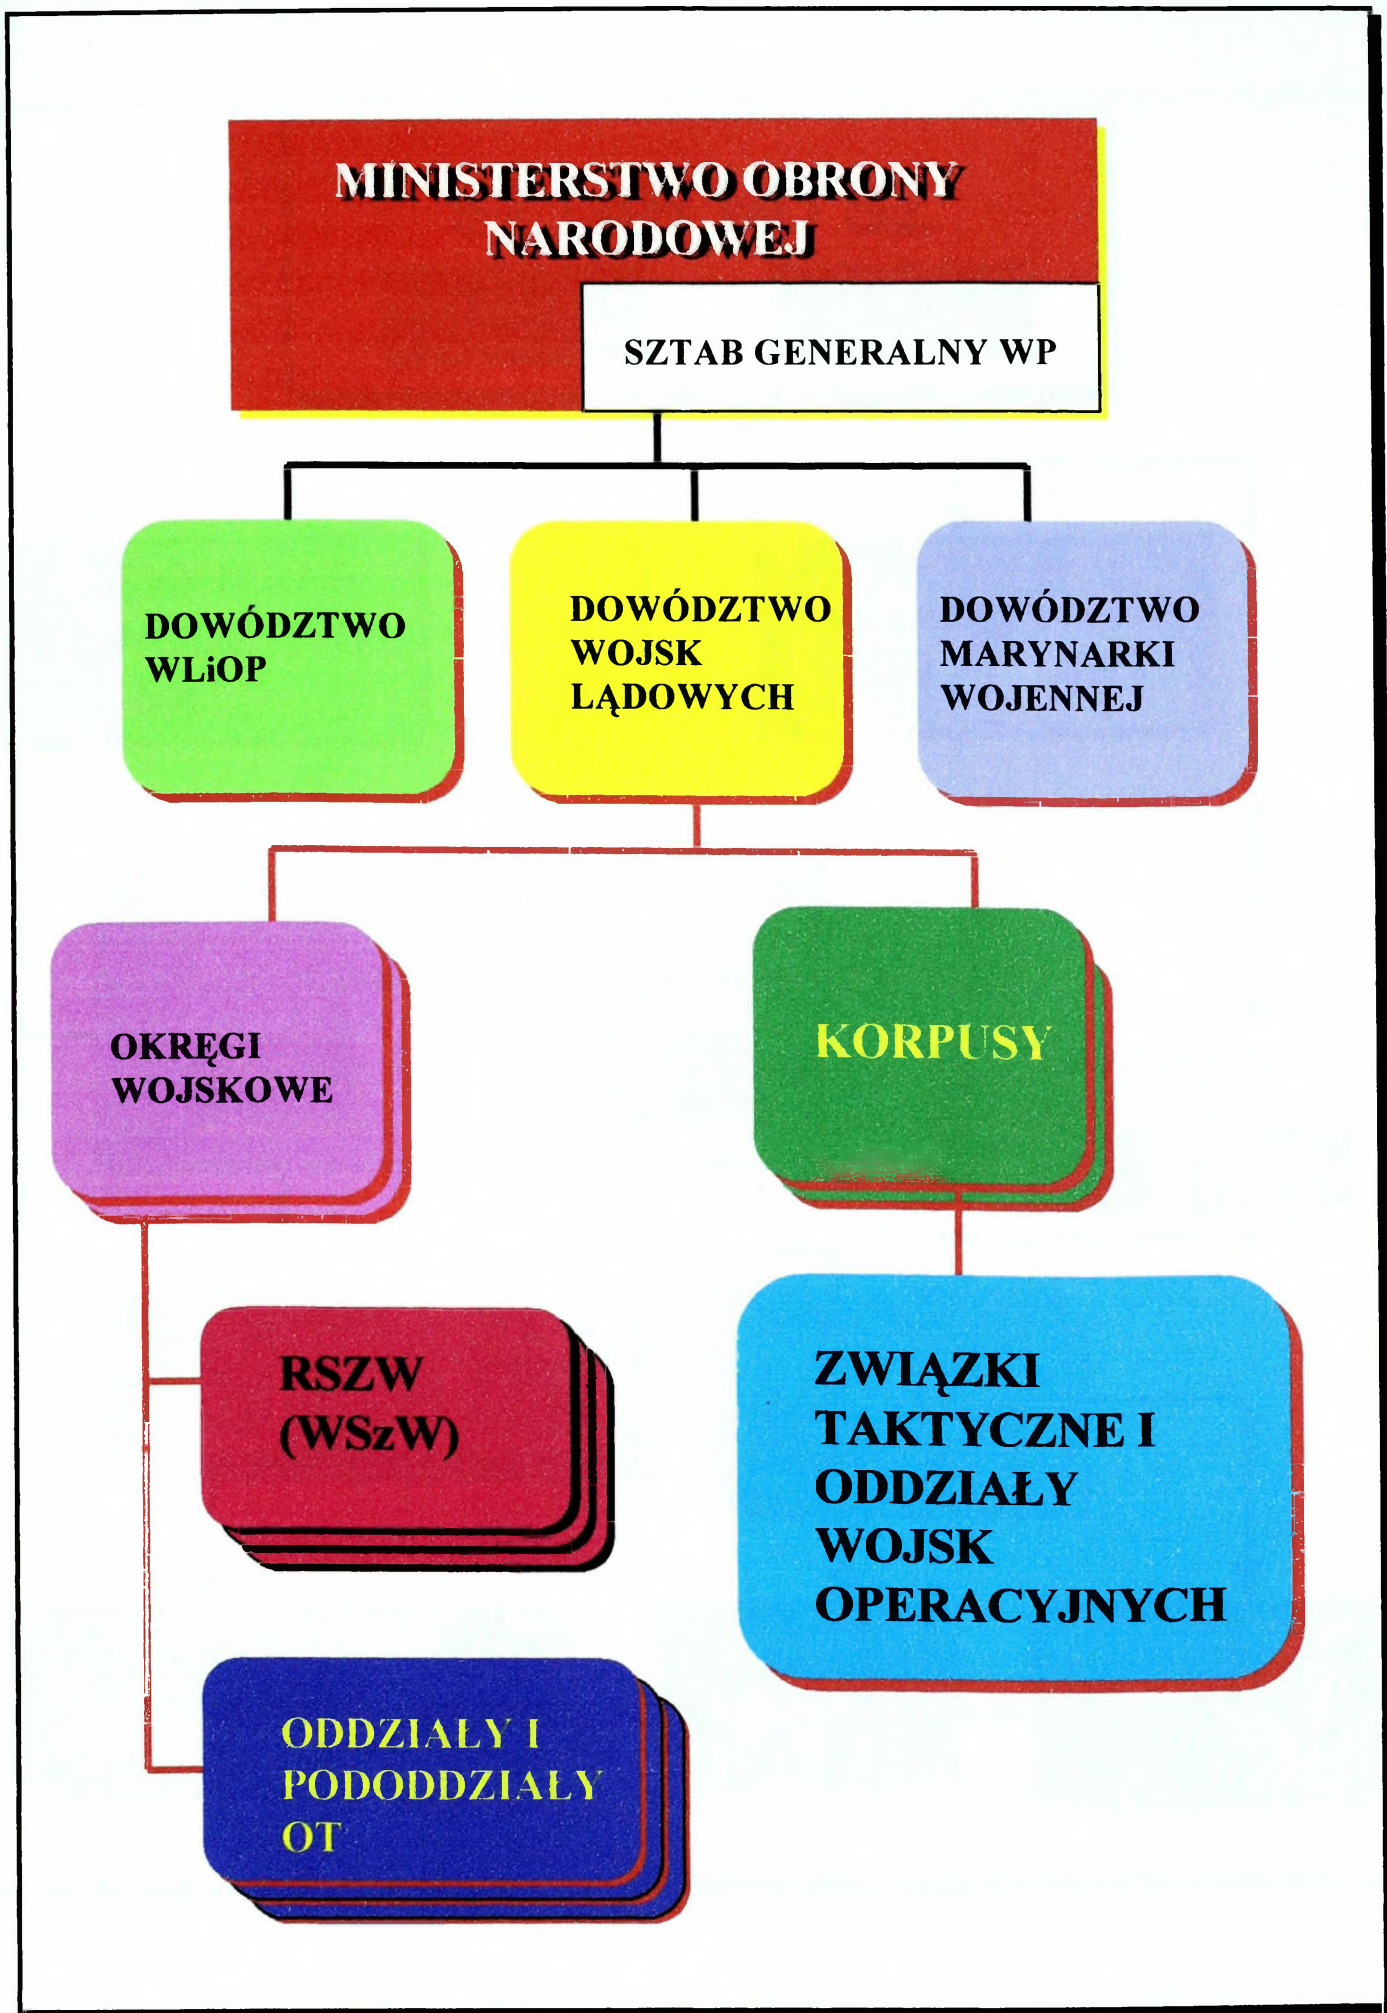 MINISTERSTWO OBRONY
NARODOWEJ
SZTAB GENERALNY WP
DOWÓDZTWO
WLiOP
DOWÓDZTWO
WOJSK
LĄDOWYCH
DOWÓDZTWO
MARYNARKI
WOJENNEJ
OKRĘGI
WOJSKOWE
KORPUSY
RSZW
(WSzW)
ZWIĄZKI
TAKTYCZNE I
ODDZIAŁY
WOJSK
OPERACYJNYCH
ODDZIAŁY I
PODODDZIAŁY
OT